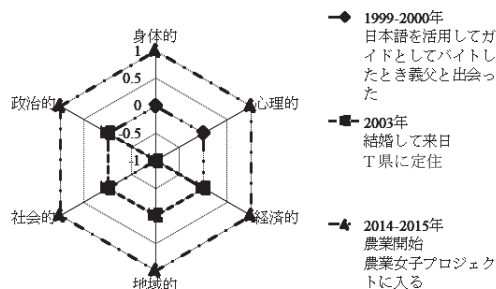 身体的
1
0.5
0
-0.5
-1
政治的
心理的
社会的
経済的
地域的
1999-2000年
日本語を活用してガ
イドとしてバイトし
たとき義父と出会っ
た
2003年
結婚して来日
T県に定住
2014-2015年
農業開始
農業女子プロジェク
トに入る